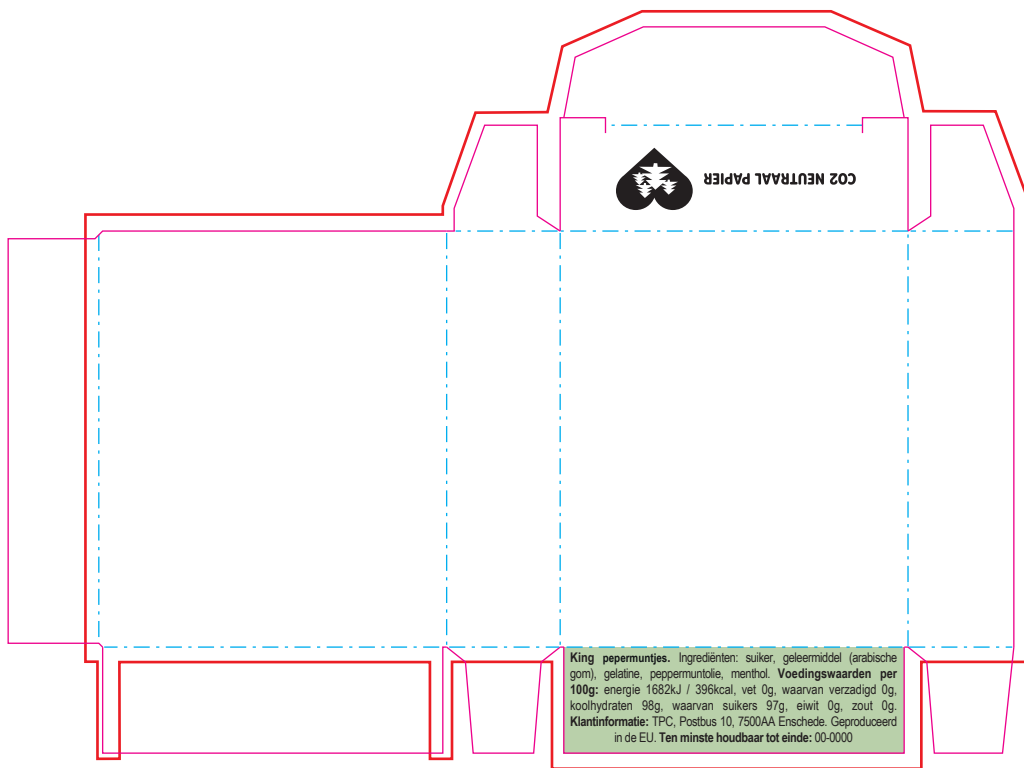 CO2 NEUTRAAL PAPIER
King pepermuntjes. Ingrediënten: suiker, geleermiddel (arabische
gom), gelatine, peppermuntolie, menthol. Voedingswaarden per
100g: energie 1682kJ / 396kcal, vet 0g, waarvan verzadigd 0g,
koolhydraten 98g, waarvan suikers 97g, eiwit 0g, zout 0g.
Klantinformatie: TPC, Postbus 10, 7500AA Enschede. Geproduceerd
in de EU. Ten minste houdbaar tot einde: 00-0000